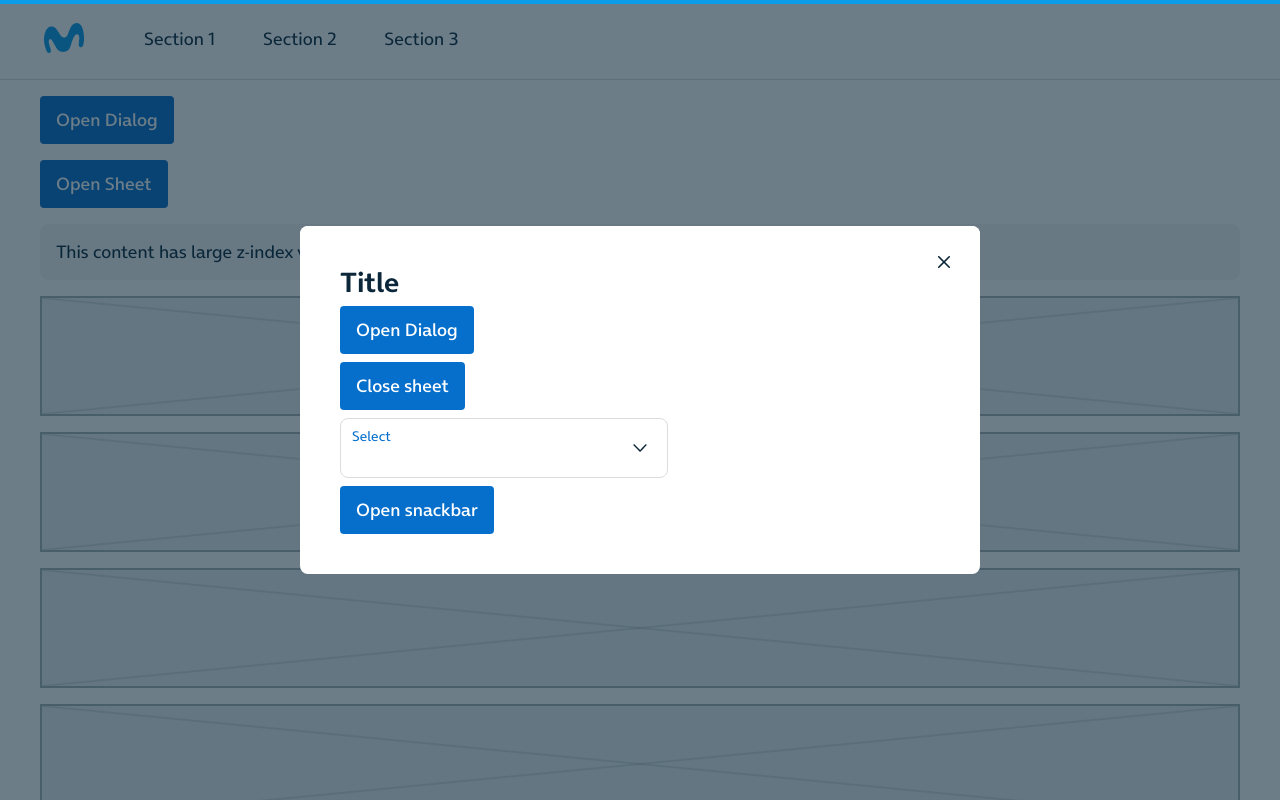 Section 1
Section 2
Section 3
Open Dialog
Open Sheet
This content has large z-index
Title
Open Dialog
Close sheet
Select
Open snackbar